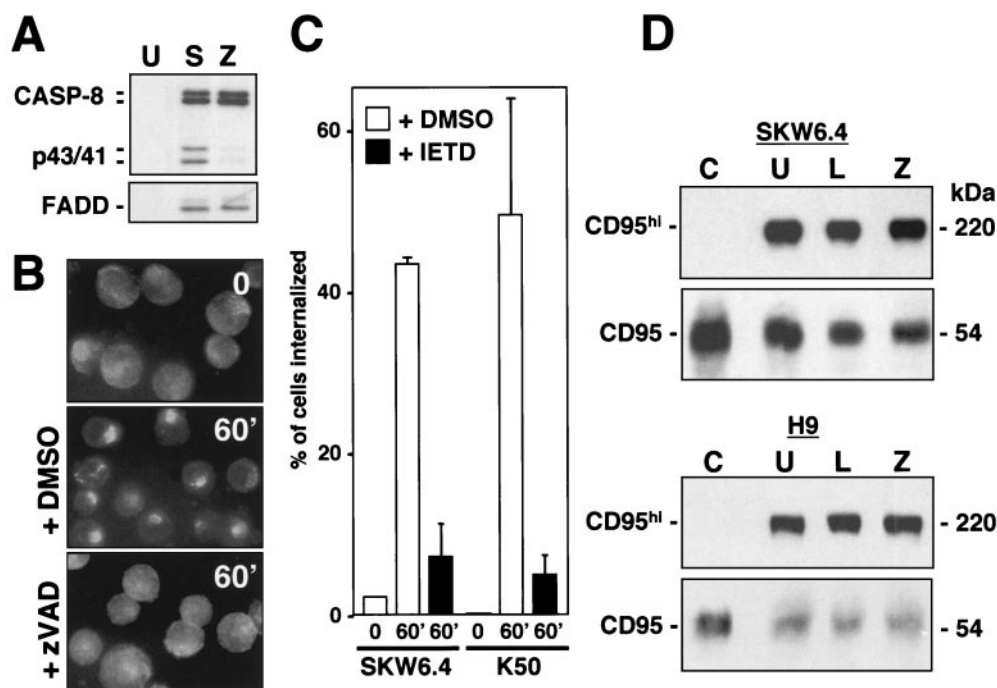 A
U S Z
CASP-8 -
p43/41 -
FADD -
B
0
60'
+ DMSO
60'
+ zVAD
C
60
40
20
0
% of cells internalized
+ DMSO
+ IETD
0 60' 60' 0 60' 60'
SKW6.4 K50
D
SKW6.4
C U L Z kDa
CD95hi - - 220
CD95 - - 54
H9
C U L Z
CD95hi - - 220
CD95 - - 54